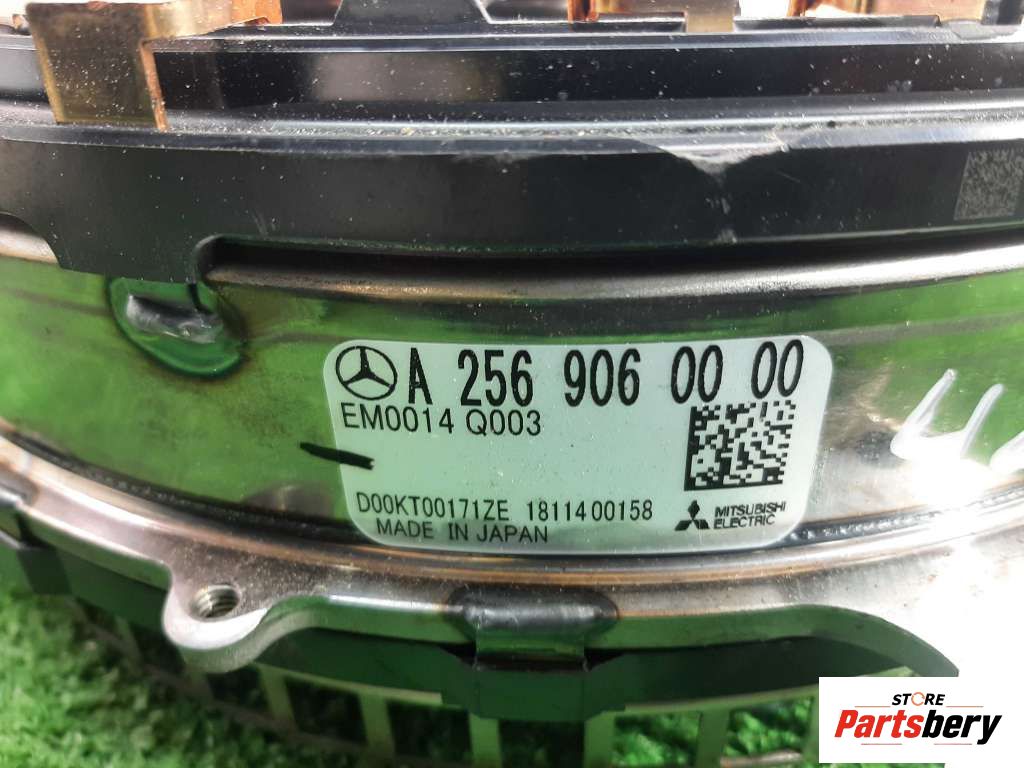 A 256 906 00 00
EM0014 Q003
D00KT00171ZE 1811400158
MITSUBISHI
ELECTRIC
MADE IN JAPAN
STORE
Partsbery